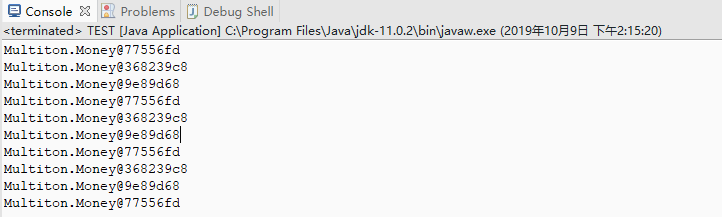 Console Problems Debug Shell
<terminated> TEST [Java Application] C:\Program Files\Java\jdk-11.0.2\bin\javaw.exe (2019年10月9日 下午2:15:20)
Multiton.Money@77556fd
Multiton.Money@368239c8
Multiton.Money@9e89d68
Multiton.Money@77556fd
Multiton.Money@368239c8
Multiton.Money@9e89d68
Multiton.Money@77556fd
Multiton.Money@368239c8
Multiton.Money@9e89d68
Multiton.Money@77556fd